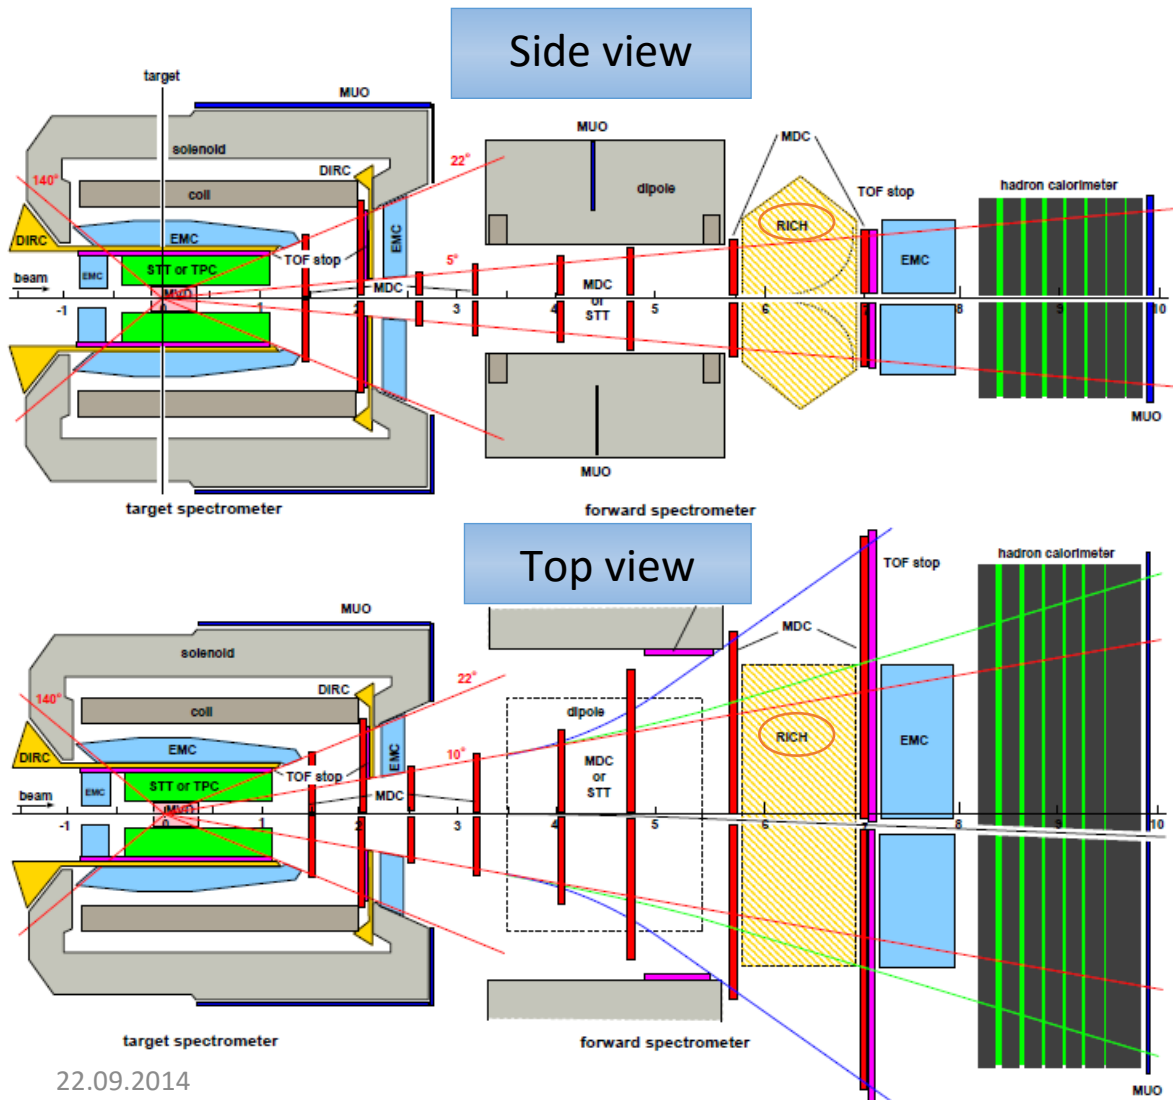 Side view
target
MUO
solenoid
DIRC
22°
MUO
MDC
140°
coil
dipole
TOF stop
hadron calorimeter
DIRC
EMC
TOF stop
EMC
RICH
EMC
STT or TPC
5°
beam
EMC
MVD
MDC
MDC
or
STT
-1 0 1 2 3 4 5 6 7 8 9 10
MUO
MUO
target spectrometer
forward spectrometer
Top view
hadron calorimeter
TOF stop
MUO
MDC
solenoid
22°
DIRC
140°
coil
dipole
DIRC
EMC
EMC
10°
RICH
EMC
TOF stop
MDC
or
STT
STT or TPC
EMC
beam
MVD
MDC
-1 0 1 2 3 4 5 6 7 8 9 10
target spectrometer
forward spectrometer
22.09.2014
MUO